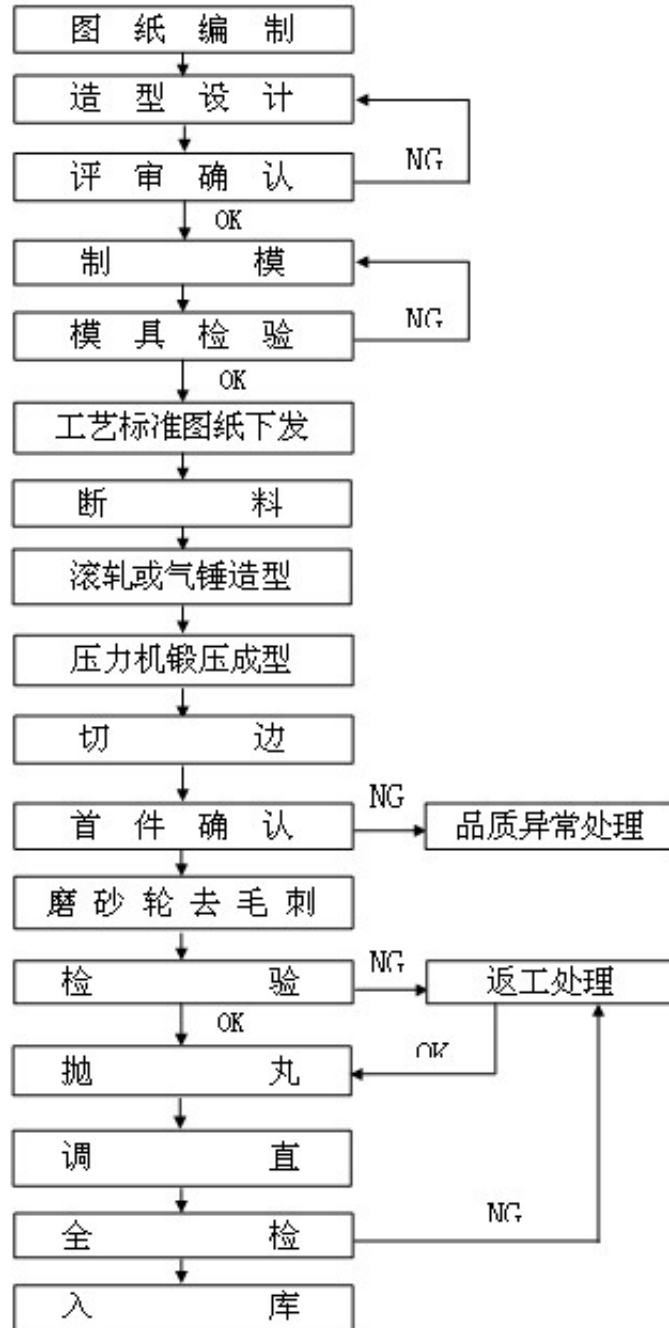 图纸编制
造型设计
NG
评审确认
OK
制模
NG
模具检验
OK
工艺标准图纸下发
断料
滚轧或气锤造型
压力机锻压成型
切边
NG
首件确认
品质异常处理
磨砂轮去毛刺
NG
检验
返工处理
OK
OK
抛丸
调直
NG
全检
入库